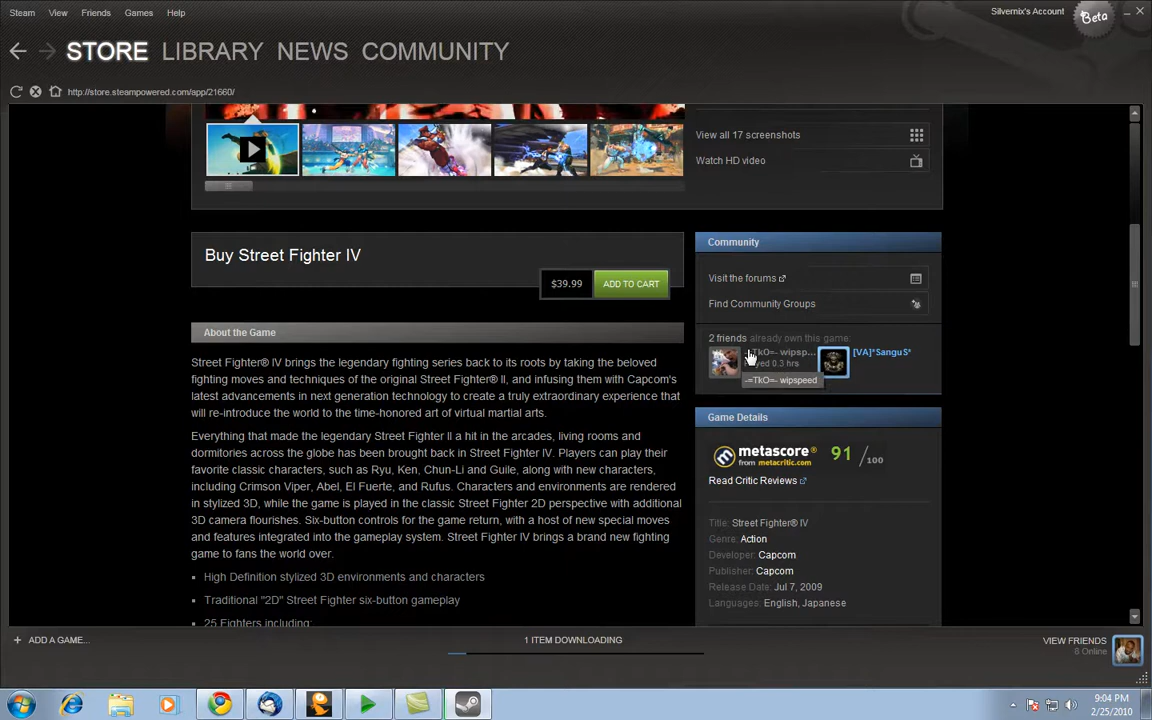 Steam View Friends Games Help
Silvernix's Account
Beta
STORE LIBRARY NEWS COMMUNITY
http://store.steampowered.com/app/21660/
View all 17 screenshots
Watch HD video
Buy Street Fighter IV
$39.99 ADD TO CART
About the Game
Street Fighter® IV brings the legendary fighting series back to its roots by taking the beloved
fighting moves and techniques of the original Street Fighter® II, and infusing them with Capcom's
latest advancements in next generation technology to create a truly extraordinary experience that
will re-introduce the world to the time-honored art of virtual martial arts.
Everything that made the legendary Street Fighter II a hit in the arcades, living rooms and
dormitories across the globe has been brought back in Street Fighter IV. Players can play their
favorite classic characters, such as Ryu, Ken, Chun-Li and Guile, along with new characters,
including Crimson Viper, Abel, El Fuerte, and Rufus. Characters and environments are rendered
in stylized 3D, while the game is played in the classic Street Fighter 2D perspective with additional
3D camera flourishes. Six-button controls for the game return, with a host of new special moves
and features integrated into the gameplay system. Street Fighter IV brings a brand new fighting
game to fans the world over.
High Definition stylized 3D environments and characters
Traditional "2D" Street Fighter six-button gameplay
25 Fighters including:
Community
Visit the forums
Find Community Groups
2 friends already own this game:
TkO=- wipsp...
0.3 hrs
[VA]*SanguS*
-=TkO=- wipspeed
Game Details
metascore®
from metacritic.com
91 /100
Read Critic Reviews
Title: Street Fighter® IV
Genre: Action
Developer: Capcom
Publisher: Capcom
Release Date: Jul 7, 2009
Languages: English, Japanese
+ ADD A GAME...
1 ITEM DOWNLOADING
VIEW FRIENDS
8 Online
9:04 PM
2/25/2010